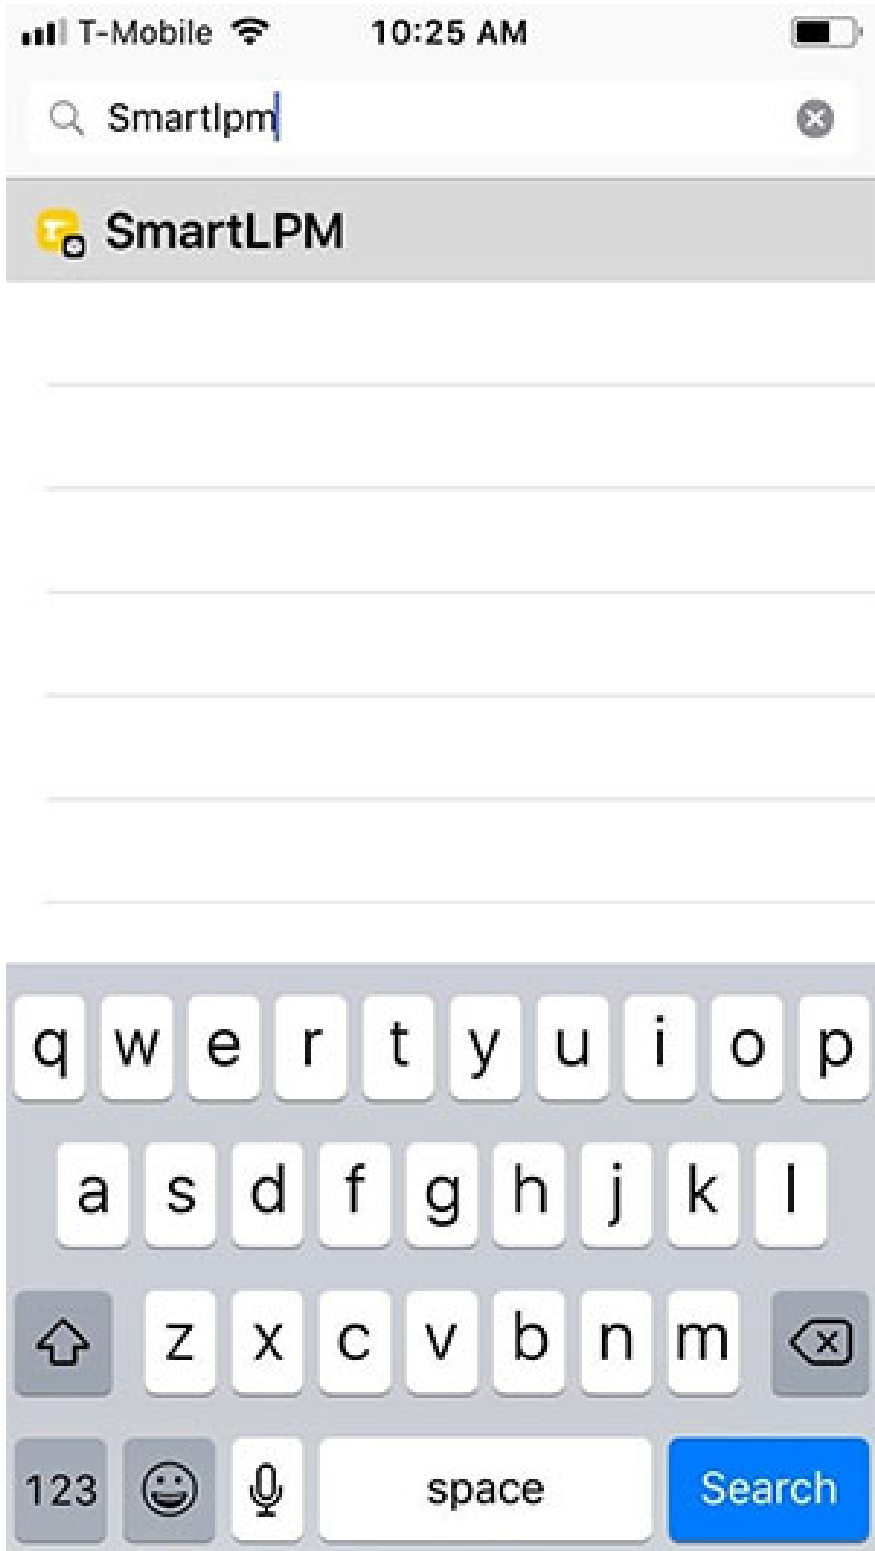 T-Mobile 10:25 AM
Smartlpm
SmartLPM
q w e r t y u i o p
a s d f g h j k l
z x c v b n m
123 space Search